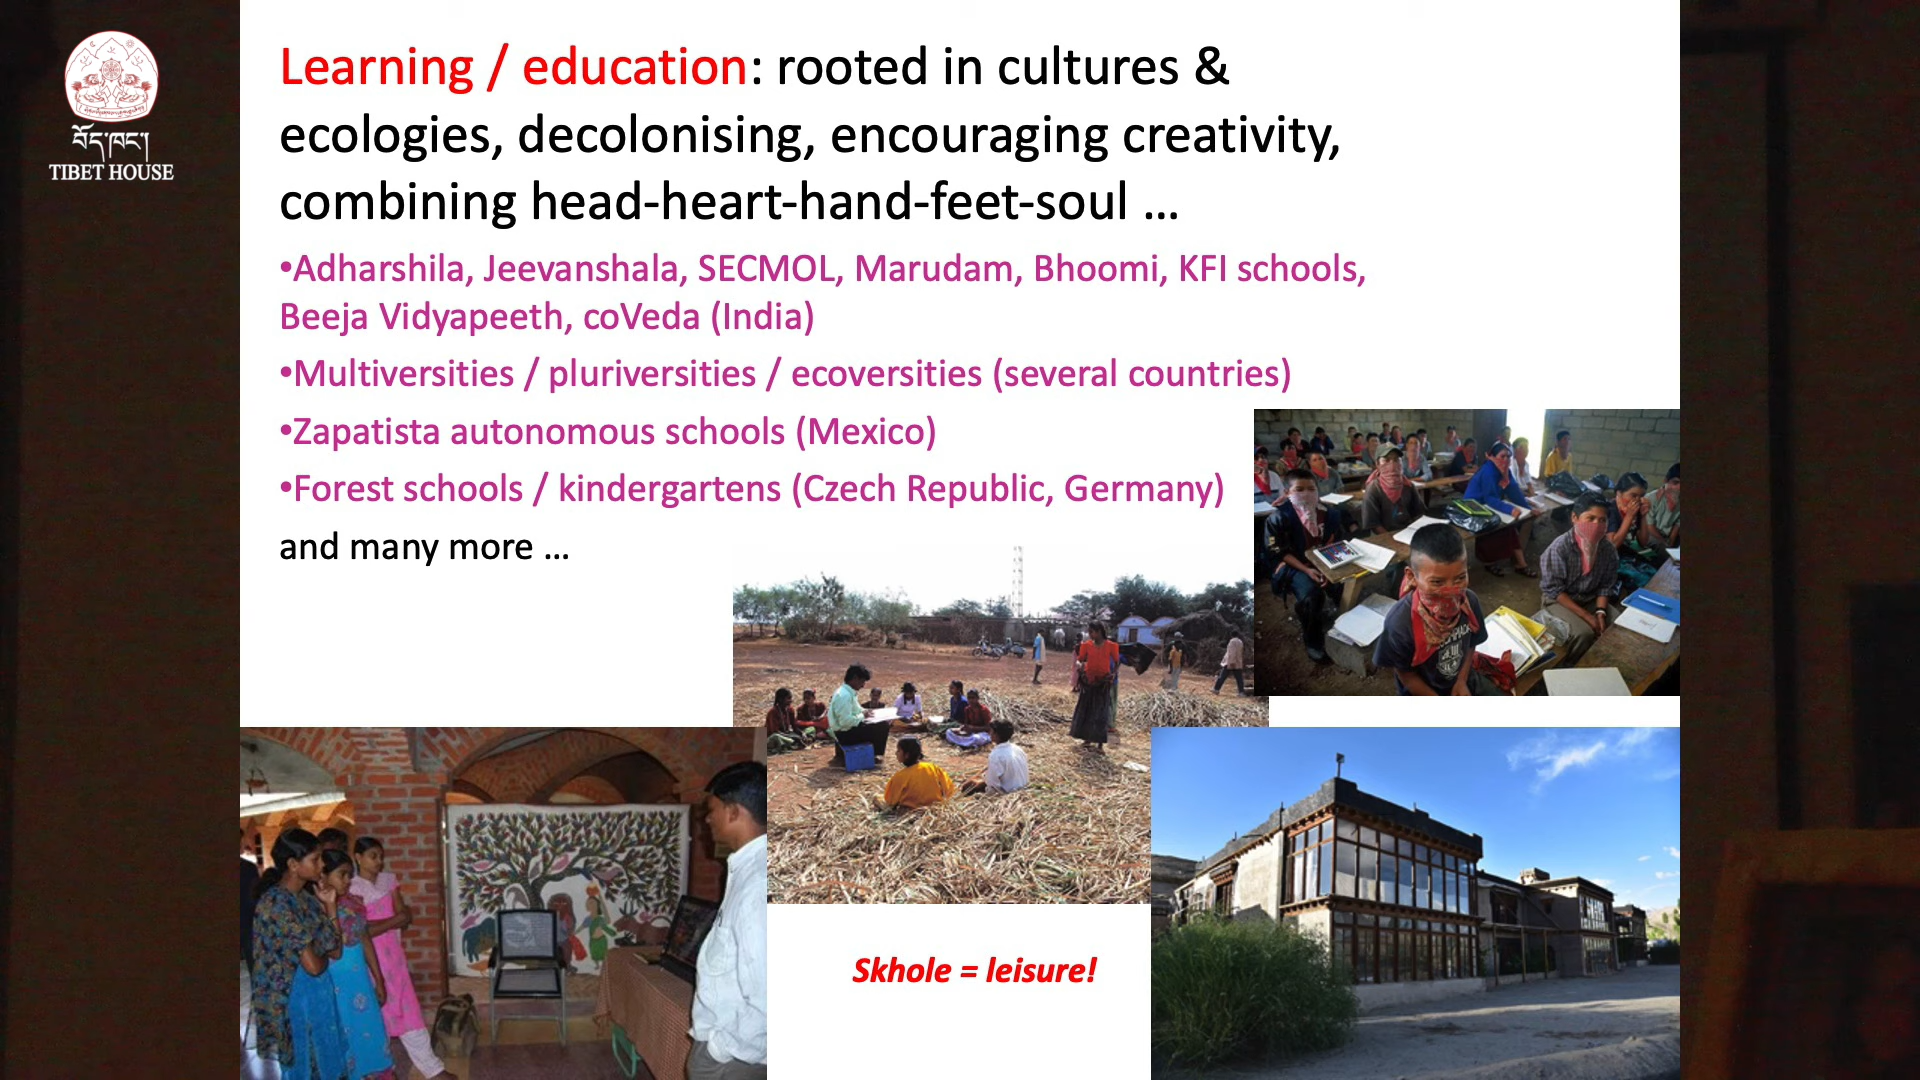 བོད་ཁང་།
TIBET HOUSE
Learning / education: rooted in cultures &
ecologies, decolonising, encouraging creativity,
combining head-heart-hand-feet-soul ...
•Adharshila, Jeevanshala, SECMOL, Marudam, Bhoomi, KFI schools,
Beeja Vidyapeeth, coVeda (India)
•Multiversities / pluriversities / ecoversities (several countries)
•Zapatista autonomous schools (Mexico)
•Forest schools / kindergartens (Czech Republic, Germany)
and many more ...
Skhole = leisure!